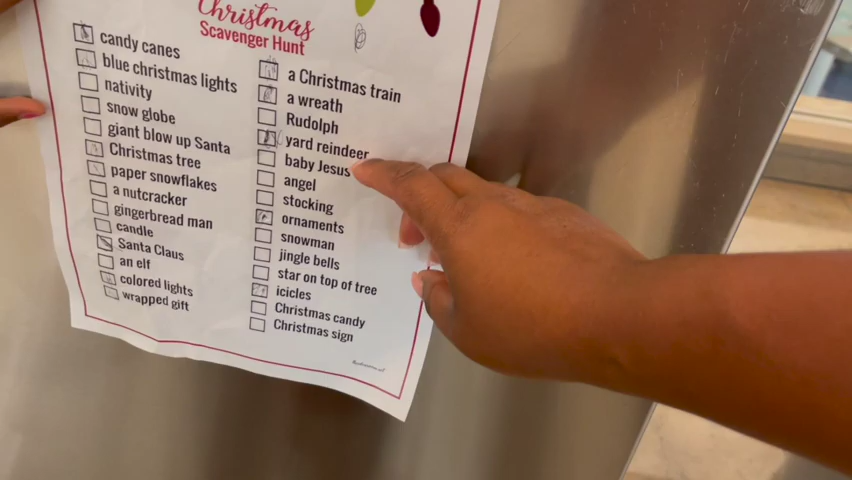 Christmas
Scavenger Hunt
candy canes
blue christmas lights
nativity
snow globe
giant blow up Santa
Christmas tree
paper snowflakes
a nutcracker
gingerbread man
candle
Santa Claus
an elf
colored lights
wrapped gift
a Christmas train
a wreath
Rudolph
yard reindeer
baby Jesus
angel
stocking
ornaments
snowman
jingle bells
star on top of tree
icicles
Christmas candy
Christmas sign